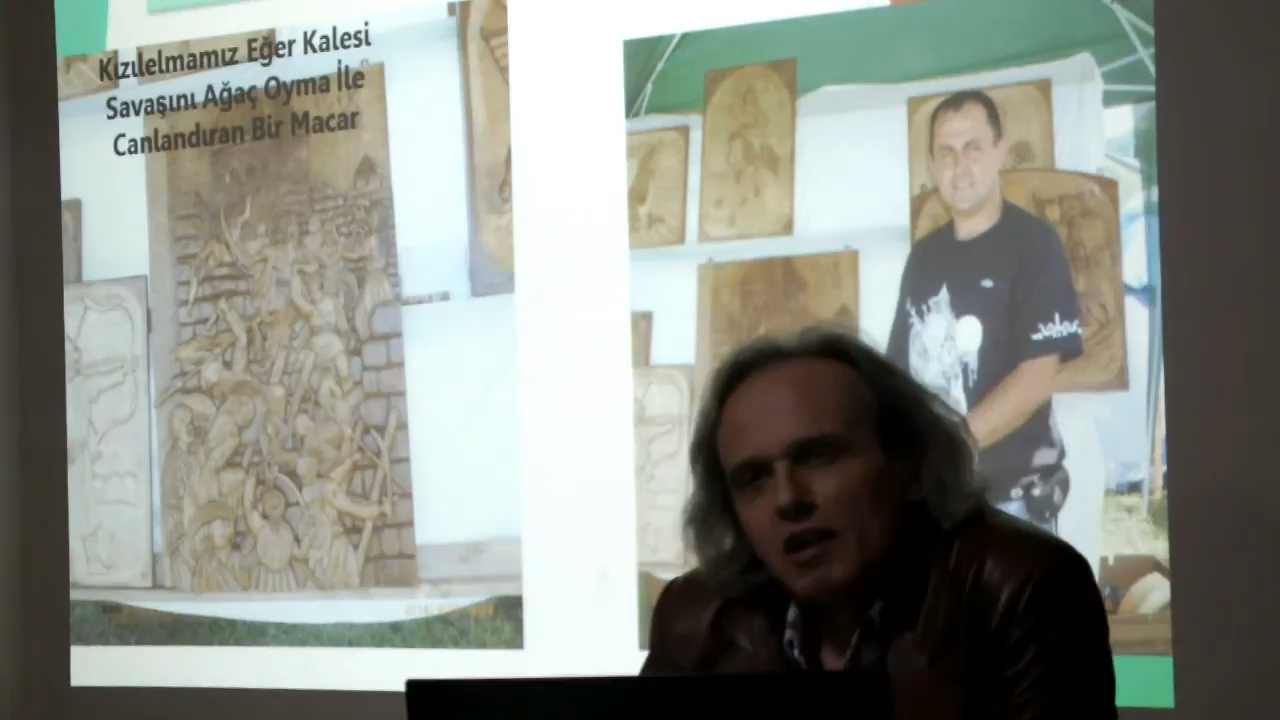 Kızılelmamız Eğer Kalesi
Savaşını Ağaç Oyma İle
Canlandıran Bir Macar